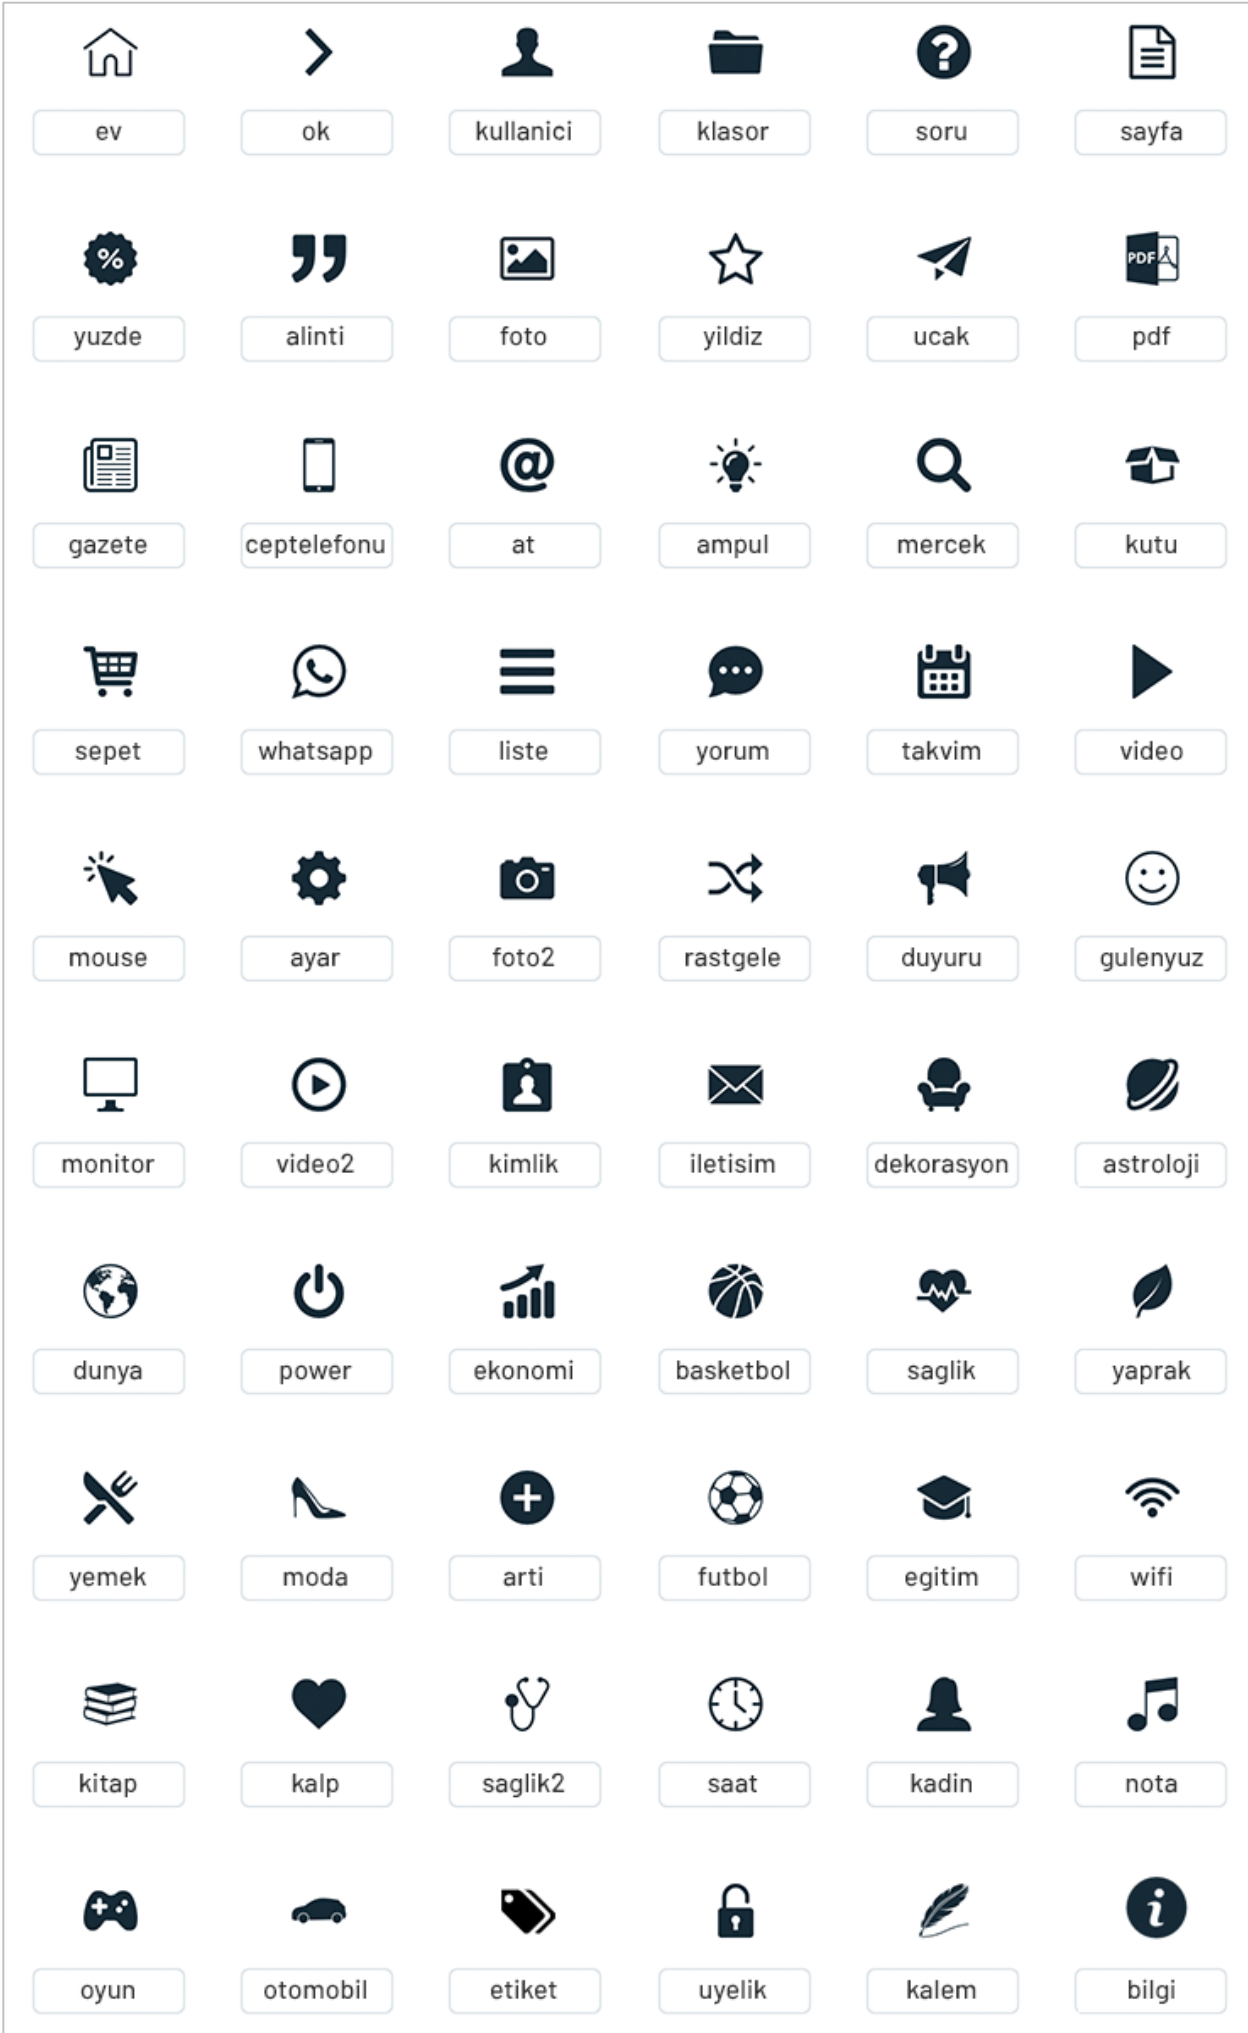 ev ok kullanici klasor soru sayfa
% PDF
yuzde alinti foto yildiz ucak pdf
@
gazete ceptelefonu at ampul mercek kutu
sepet whatsapp liste yorum takvim video
mouse ayar foto2 rastgele duyuru gulenyuz
monitor video2 kimlik iletisim dekorasyon astroloji
dunya power ekonomi basketbol saglik yaprak
yemek moda arti futbol egitim wifi
kitap kalp saglik2 saat kadin nota
oyun otomobil etiket uyelik kalem bilgi